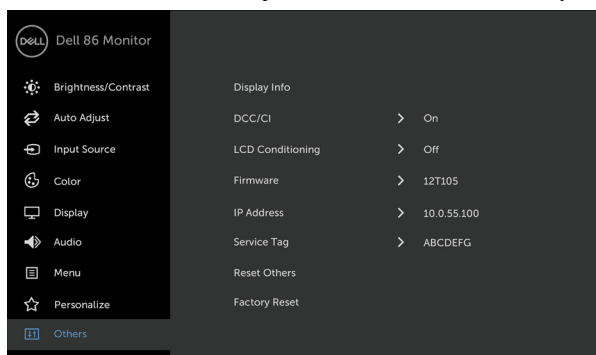 DELL Dell 86 Monitor
Brightness/Contrast
Auto Adjust
Input Source
Color
Display
Audio
Menu
Personalize
Others
Display Info
DCC/CI > On
LCD Conditioning > Off
Firmware > 12T105
IP Address > 10.0.55.100
Service Tag > ABCDEFG
Reset Others
Factory Reset